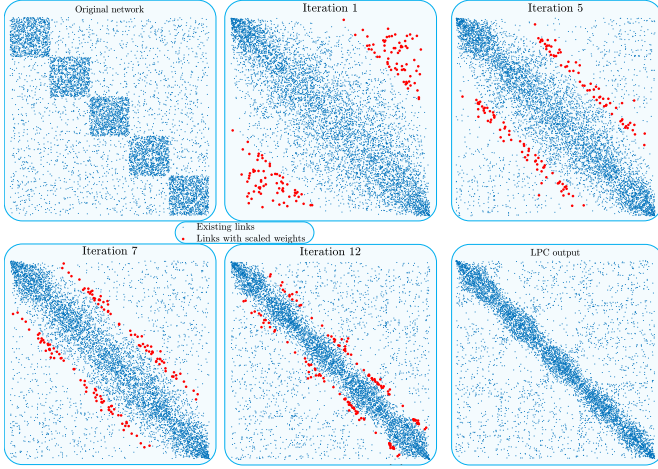 Original network
Iteration 1
Iteration 5
Existing links
Links with scaled weights
Iteration 7
Iteration 12
LPC output